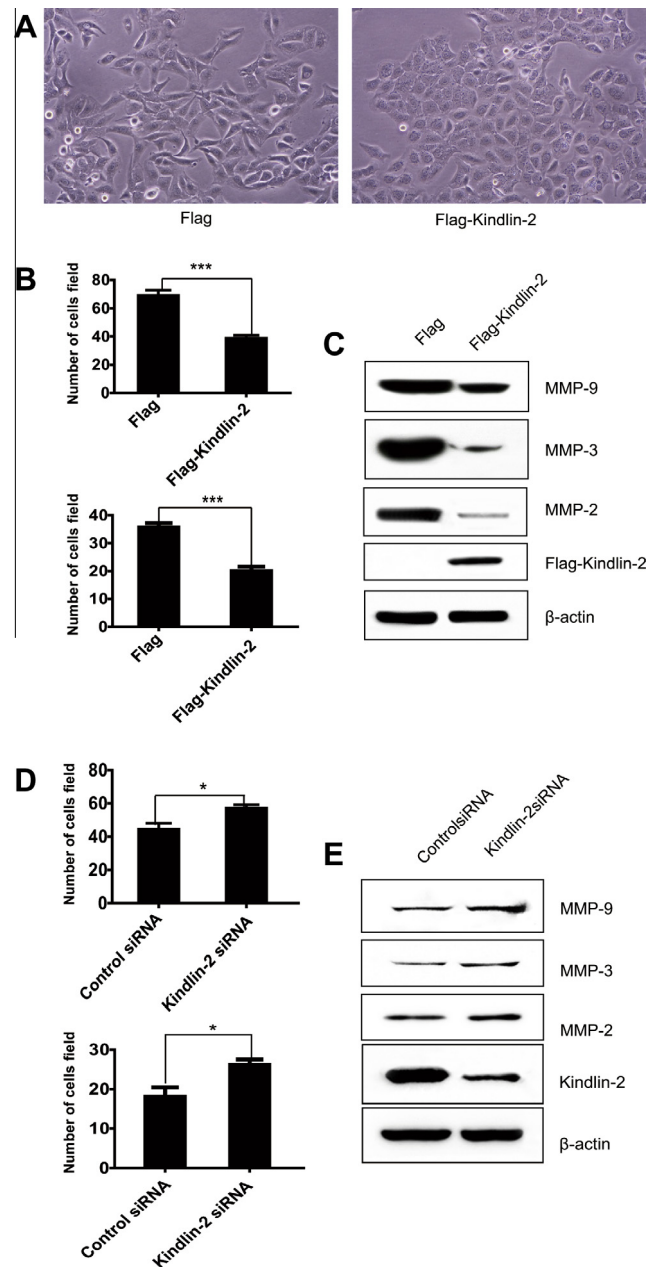 A
Flag
Flag-Kindlin-2
B
Number of cells field
80
60
40
20
0
***
Flag
Flag-Kindlin-2
Number of cells field
40
30
20
10
0
***
Flag
Flag-Kindlin-2
C
Flag
Flag-Kindlin-2
MMP-9
MMP-3
MMP-2
Flag-Kindlin-2
β-actin
D
Number of cells field
80
60
40
20
0
*
Control siRNA
Kindlin-2 siRNA
Number of cells field
30
20
10
0
*
Control siRNA
Kindlin-2 siRNA
E
ControlsiRNA
Kindlin-2siRNA
MMP-9
MMP-3
MMP-2
Kindlin-2
β-actin